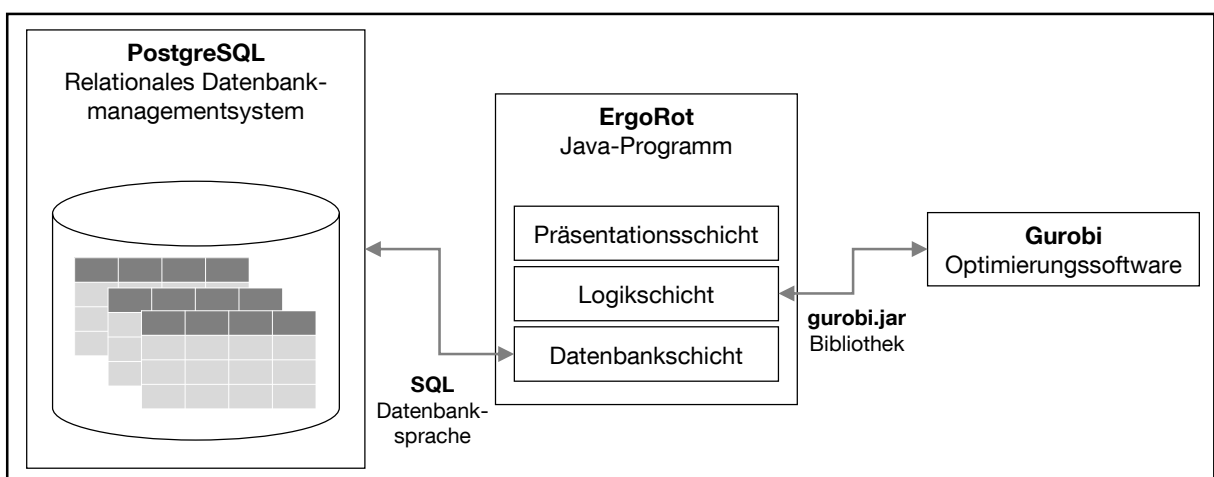 PostgreSQL
Relationales Datenbank-
managementsystem
ErgoRot
Java-Programm
Präsentationsschicht
Logikschicht
Datenbankschicht
SQL
Datenbank-
sprache
gurobi.jar
Bibliothek
Gurobi
Optimierungssoftware